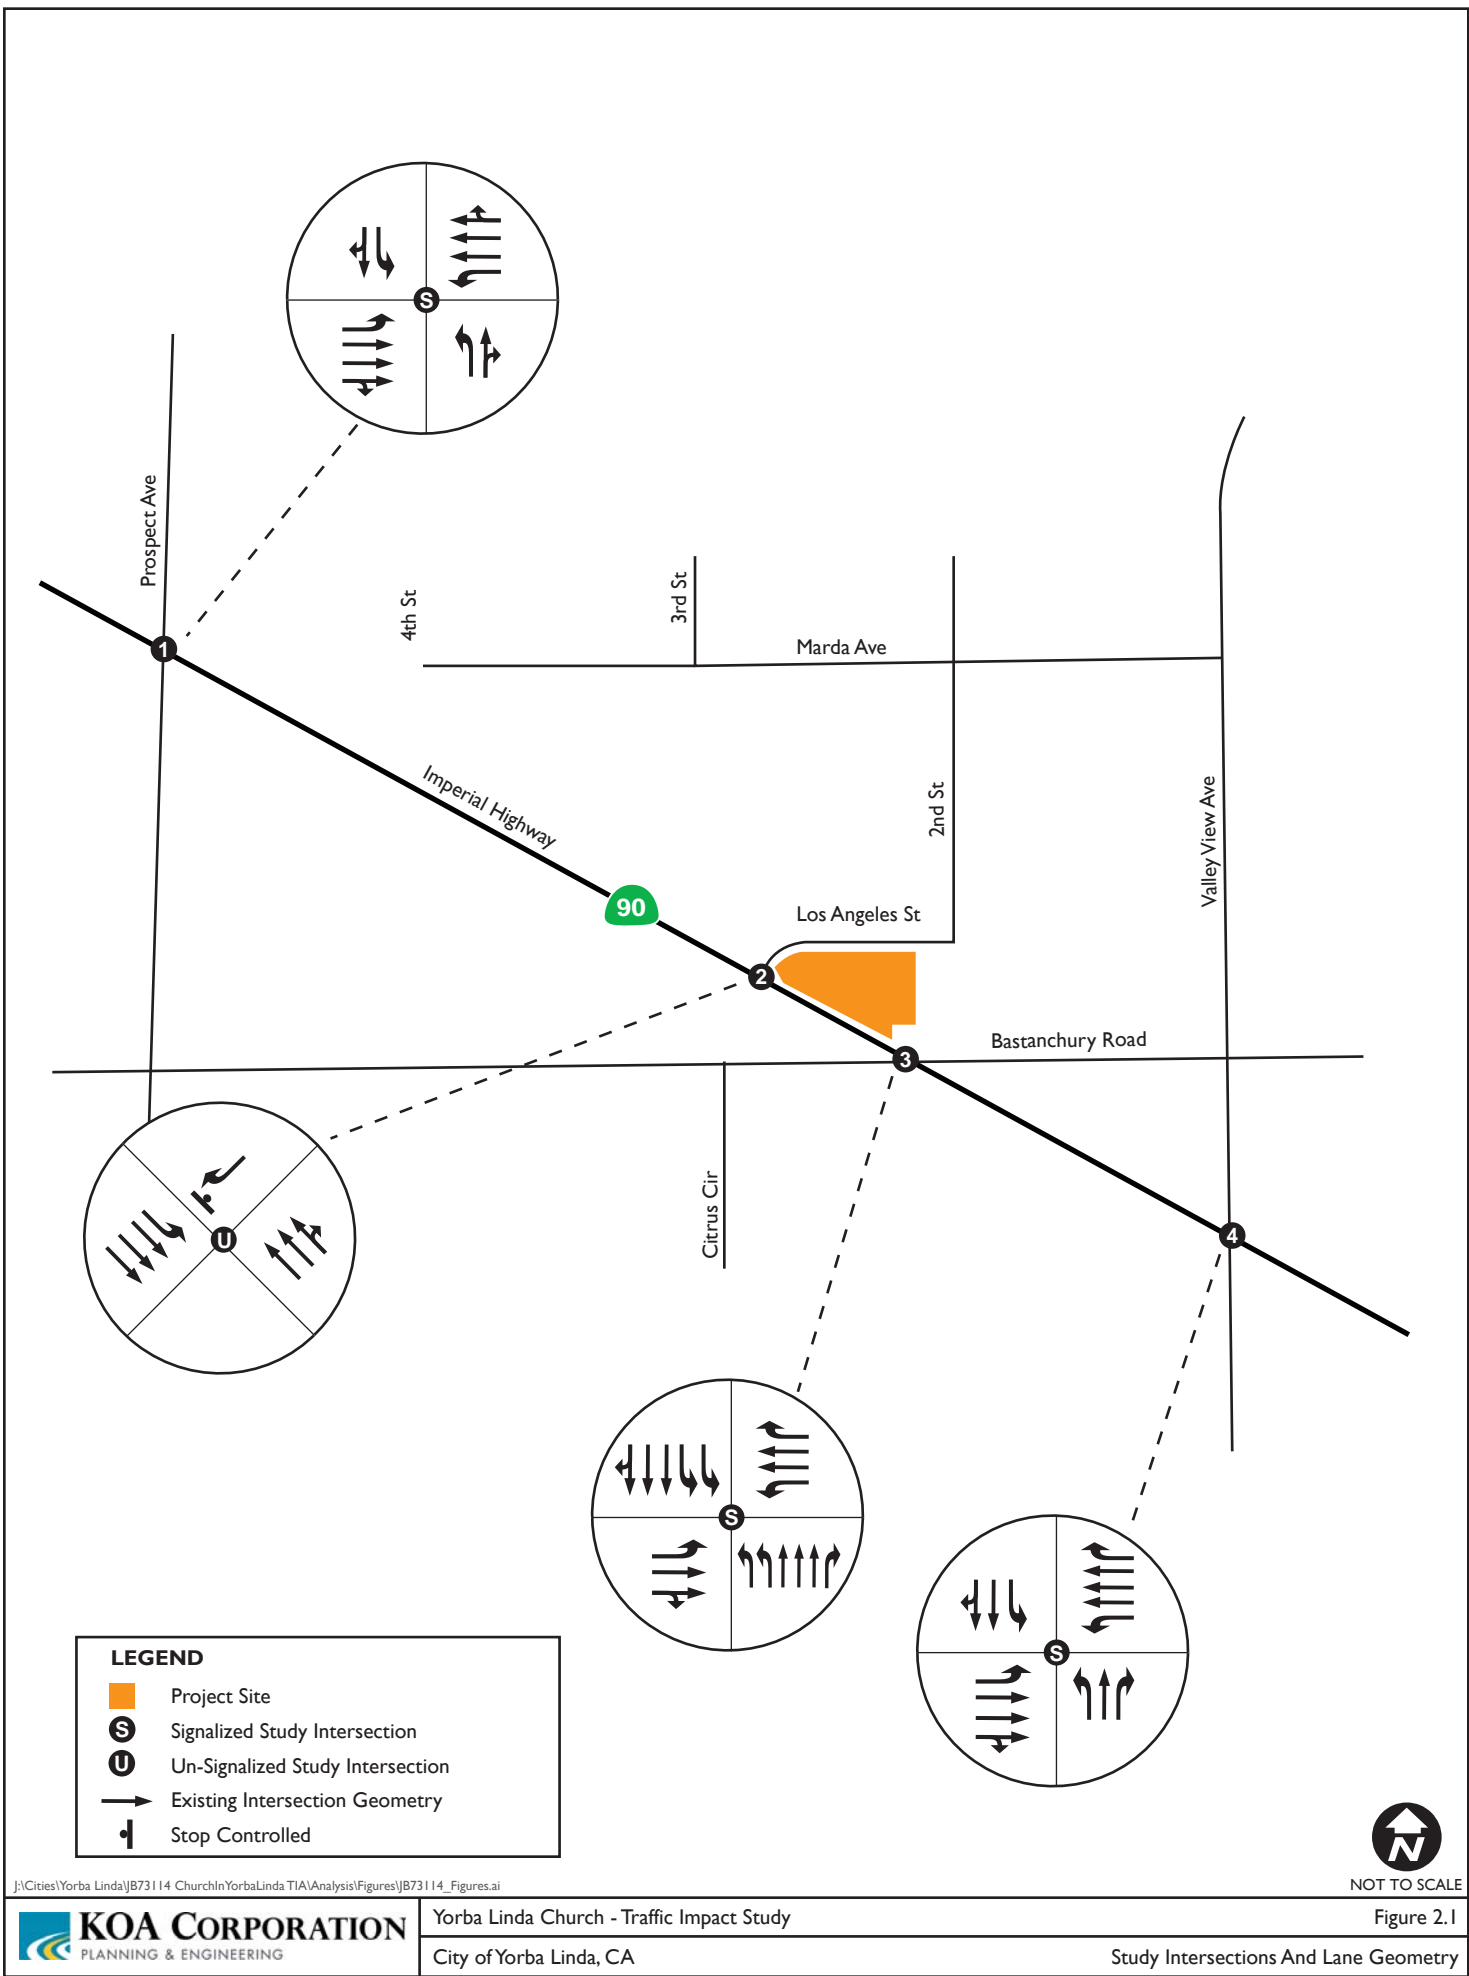 S
Prospect Ave
4th St
3rd St
Marda Ave
1
Imperial Highway
2nd St
Valley View Ave
90
Los Angeles St
2
Bastanchury Road
3
Citrus Cir
U
4
S
S
LEGEND
Project Site
S Signalized Study Intersection
U Un-Signalized Study Intersection
Existing Intersection Geometry
Stop Controlled
N
NOT TO SCALE
J:\Cities\Yorba Linda\JB73114 ChurchInYorbaLinda TIA\Analysis\Figures\JB73114_Figures.ai
KOA CORPORATION
PLANNING & ENGINEERING
Yorba Linda Church - Traffic Impact Study
Figure 2.1
City of Yorba Linda, CA
Study Intersections And Lane Geometry